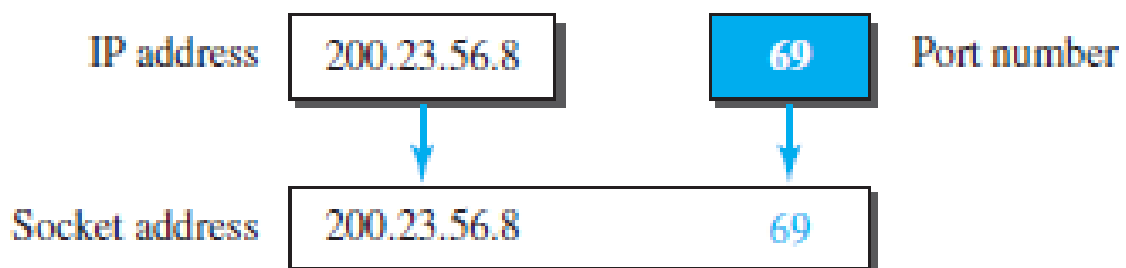 IP address 200.23.56.8 69 Port number
Socket address 200.23.56.8 69